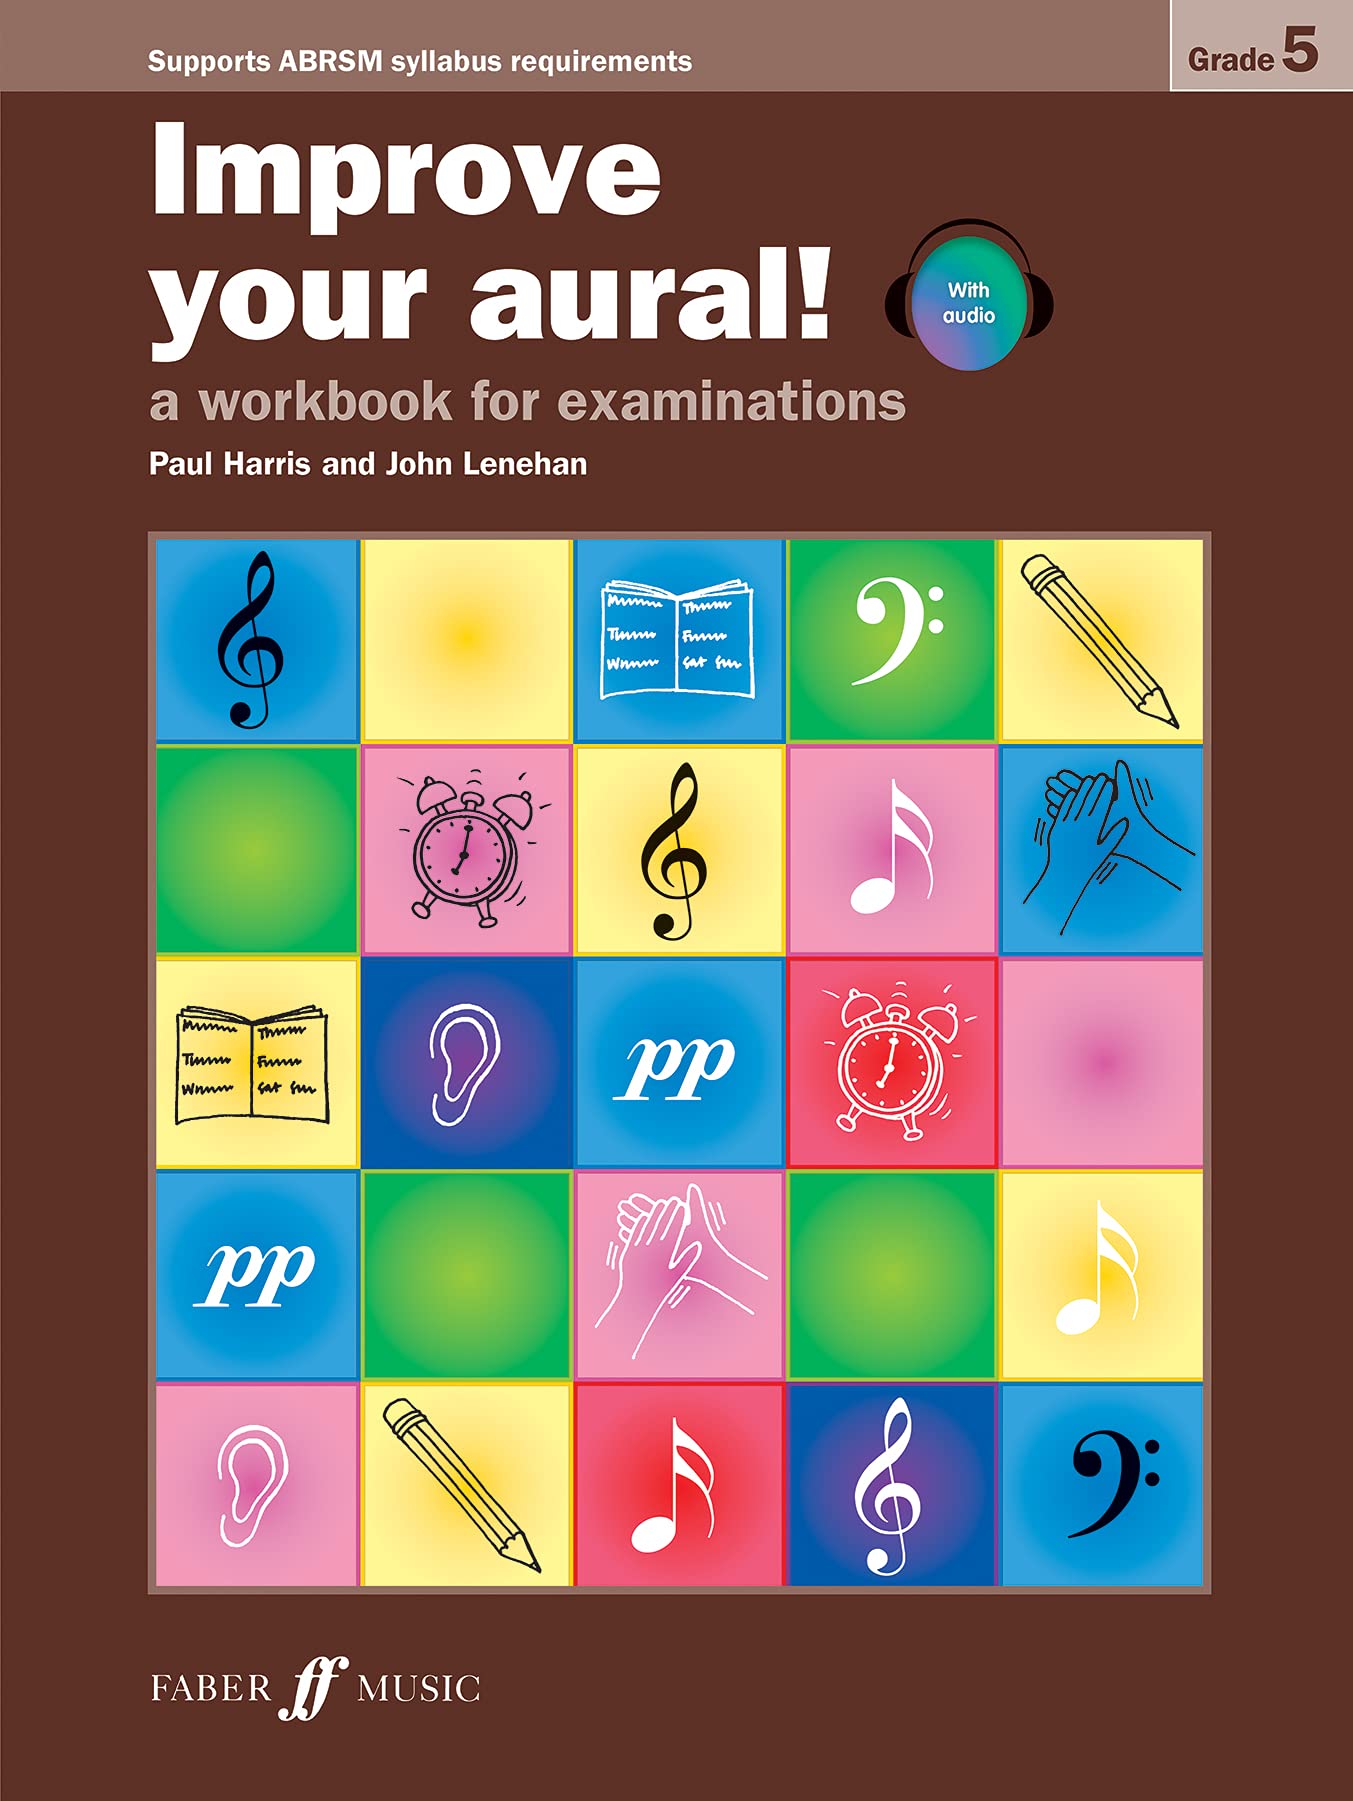 Supports ABRSM syllabus requirements
Grade 5
Improve
your aural!
With
audio
a workbook for examinations
Paul Harris and John Lenehan
pp
pp
FABER ff MUSIC